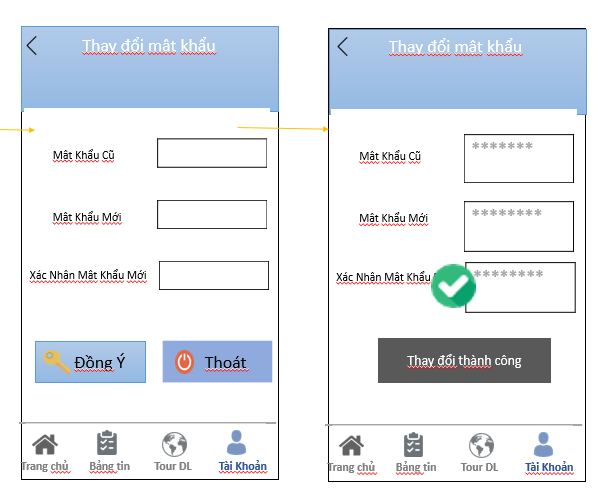 Thay đổi mật khẩu
Mật Khẩu Cũ
Mật Khẩu Mới
Xác Nhận Mật Khẩu Mới
Đồng Ý
Thoát
Trang chủ
Bảng tin
Tour DL
Tài Khoản
Thay đổi mật khẩu
Mật Khẩu Cũ
*******
Mật Khẩu Mới
********
Xác Nhận Mật Khẩu
********
Thay đổi thành công
Trang chủ
Bảng tin
Tour DL
Tài Khoản